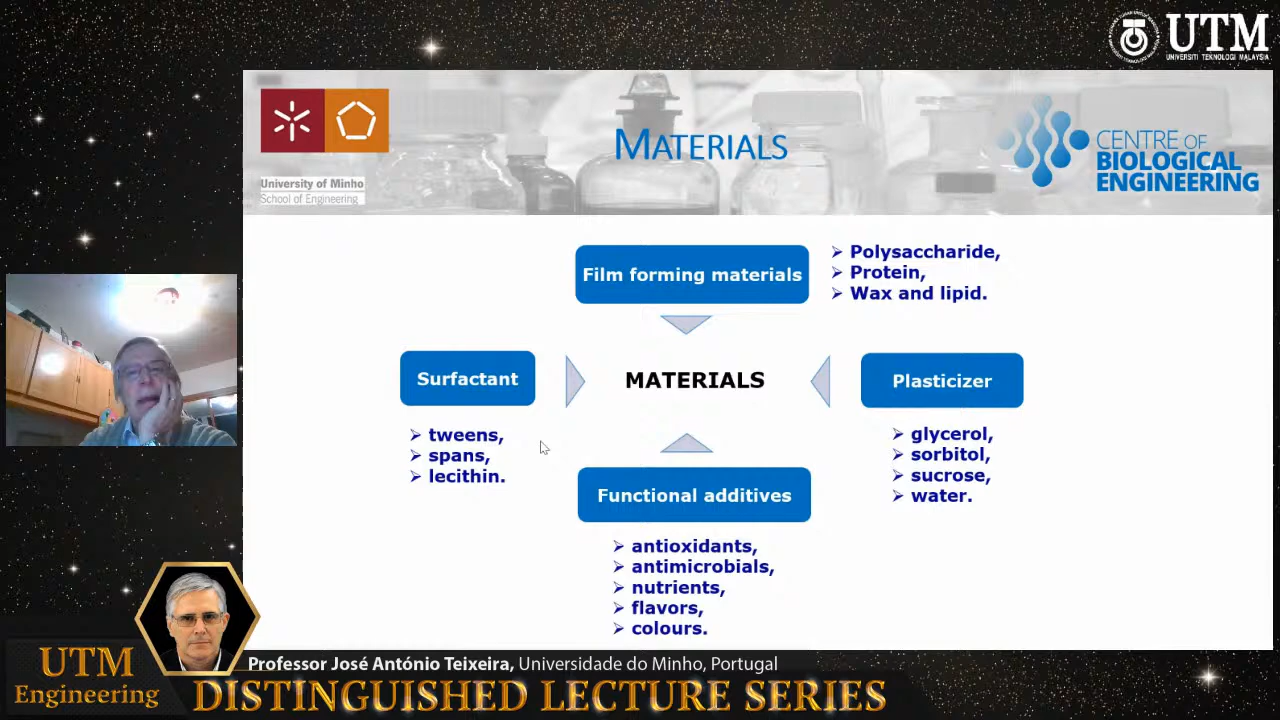 UTM
UNIVERSITI TEKNOLOGI MALAYSIA
University of Minho
School of Engineering
MATERIALS
CENTRE OF
BIOLOGICAL
ENGINEERING
Film forming materials
➢ Polysaccharide,
➢ Protein,
➢ Wax and lipid.
Surfactant
➢ tweens,
➢ spans,
➢ lecithin.
MATERIALS
Plasticizer
➢ glycerol,
➢ sorbitol,
➢ sucrose,
➢ water.
Functional additives
➢ antioxidants,
➢ antimicrobials,
➢ nutrients,
➢ flavors,
➢ colours.
UTM
Engineering
Professor José António Teixeira, Universidade do Minho, Portugal
DISTINGUISHED LECTURE SERIES